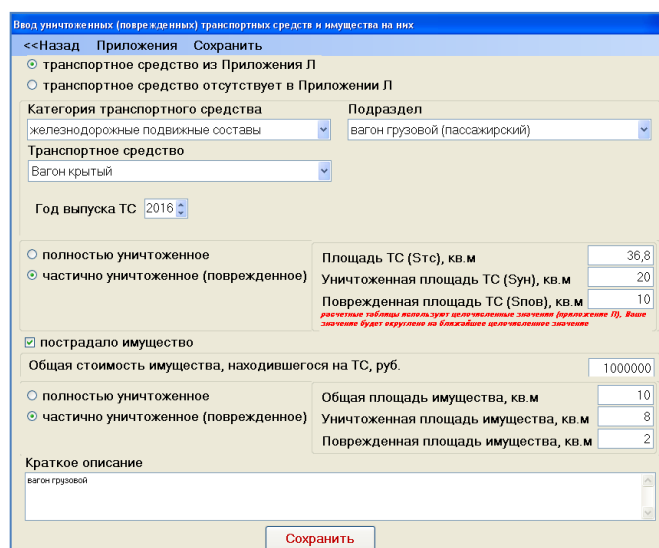 Ввод уничтоженных (поврежденных) транспортных средств и имущества на них
<<Назад Приложения Сохранить
транспортное средство из Приложения Л
транспортное средство отсутствует в Приложении Л
Категория транспортного средства Подраздел
железнодорожные подвижные составы вагон грузовой (пассажирский)
Транспортное средство
Вагон крытый
Год выпуска ТС 2016
полностью уничтоженное Площадь ТС (Sтс), кв.м 36,8
частично уничтоженное (поврежденное) Уничтоженная площадь ТС (Sун), кв.м 20
Поврежденная площадь ТС (Sпов), кв.м 10
расчетные таблицы используют целочисленные значения (приложение П), Ваше
значение будет округлено на ближайшее целочисленное значение
пострадало имущество
Общая стоимость имущества, находившегося на ТС, руб. 1000000
полностью уничтоженное Общая площадь имущества, кв.м 10
частично уничтоженное (поврежденное) Уничтоженная площадь имущества, кв.м 8
Поврежденная площадь имущества, кв.м 2
Краткое описание
вагон грузовой
Сохранить